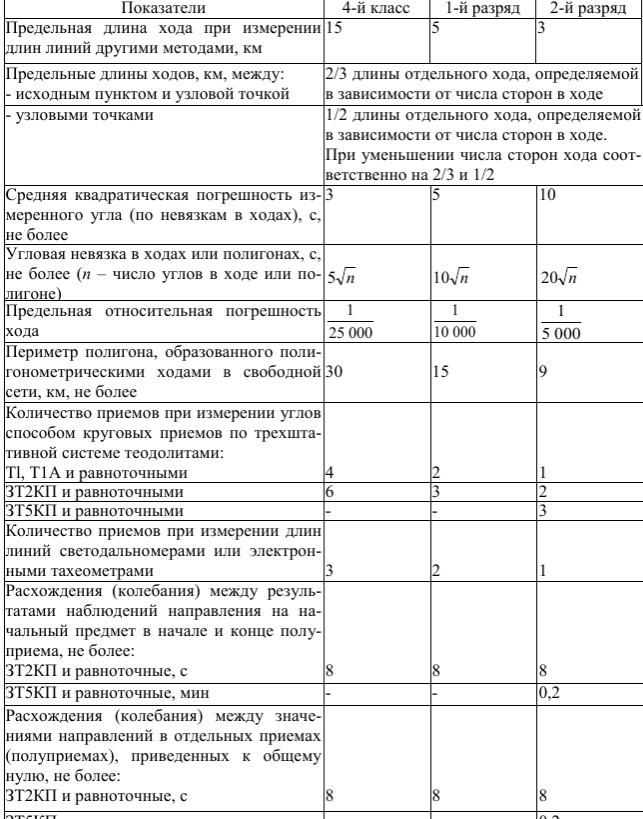 Показатели 4-й класс 1-й разряд 2-й разряд
Предельная длина хода при измерении 15 5 3
длин линий другими методами, км
Предельные длины ходов, км, между: 2/3 длины отдельного хода, определяемой
- исходным пунктом и узловой точкой в зависимости от числа сторон в ходе
- узловыми точками 1/2 длины отдельного хода, определяемой
в зависимости от числа сторон в ходе.
При уменьшении числа сторон хода соот-
ветственно на 2/3 и 1/2
Средняя квадратическая погрешность из- 3 5 10
меренного угла (по невязкам в ходах), с,
не более
Угловая невязка в ходах или полигонах, с,
не более (n – число углов в ходе или по- 5√n 10√n 20√n
лигоне)
Предельная относительная погрешность 1 1 1
хода 25 000 10 000 5 000
Периметр полигона, образованного поли-
гонометрическими ходами в свободной 30 15 9
сети, км, не более
Количество приемов при измерении углов
способом круговых приемов по трехшта-
тивной системе теодолитами:
Tl, Т1А и равноточными 4 2 1
3Т2КП и равноточными 6 3 2
3Т5КП и равноточными - - 3
Количество приемов при измерении длин
линий светодальномерами или электрон-
ными тахеометрами 3 2 1
Расхождения (колебания) между резуль-
татами наблюдений направления на на-
чальный предмет в начале и конце полу-
приема, не более:
3Т2КП и равноточные, с 8 8 8
3Т5КП и равноточные, мин - - 0,2
Расхождения (колебания) между значе-
ниями направлений в отдельных приемах
(полуприемах), приведенных к общему
нулю, не более:
3Т2КП и равноточные, с 8 8 8